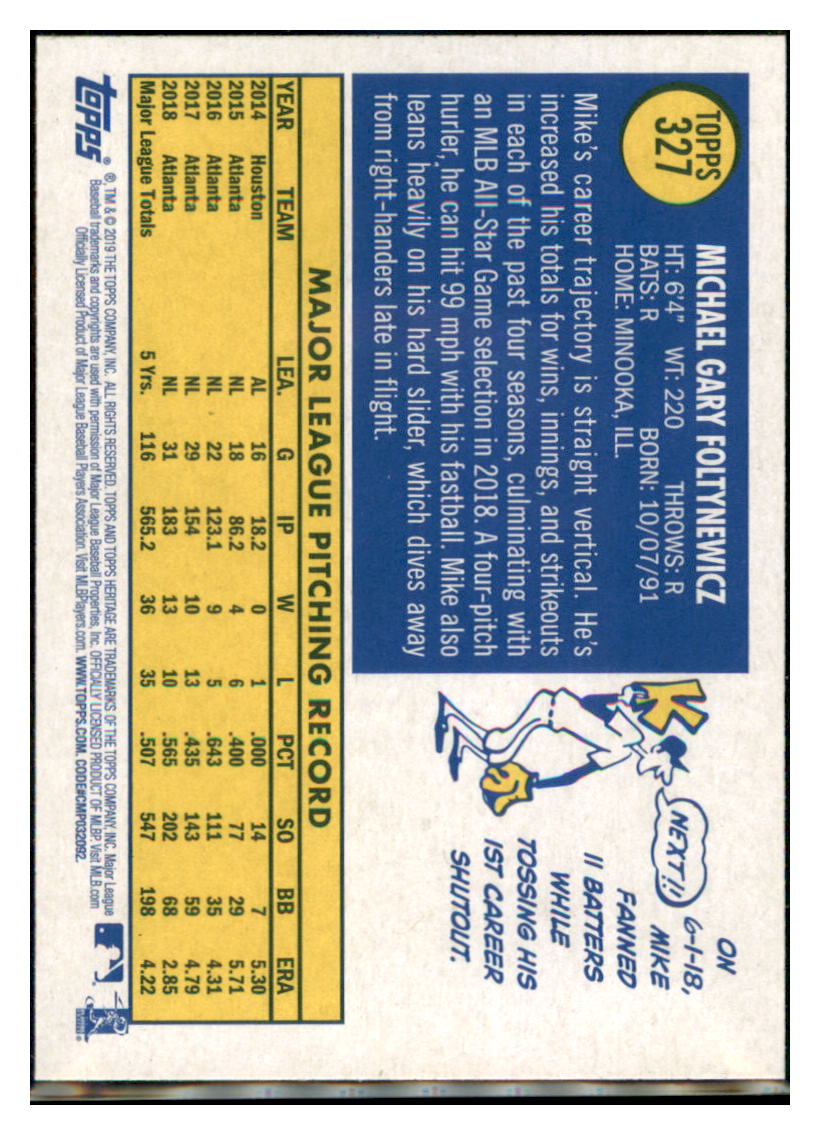 TOPPS
327
MICHAEL GARY FOLTYNEWICZ
HT: 6'4" WT: 220 THROWS: R
BATS: R BORN: 10/07/91
HOME: MINOOKA, ILL.
Mike's career trajectory is straight vertical. He's
increased his totals for wins, innings, and strikeouts
in each of the past four seasons, culminating with
an MLB All-Star Game selection in 2018. A four-pitch
hurler, he can hit 99 mph with his fastball. Mike also
leans heavily on his hard slider, which dives away
from right-handers late in flight.
K
NEXT!!
ON
6-1-18,
MIKE
FANNED
11 BATTERS
WHILE
TOSSING HIS
1ST CAREER
SHUTOUT.
MAJOR LEAGUE PITCHING RECORD
YEAR TEAM LEA. G IP W L PCT SO BB ERA
2014 Houston AL 16 18.2 0 1 .000 14 7 5.30
2015 Atlanta NL 18 86.2 4 6 .400 77 29 5.71
2016 Atlanta NL 22 123.1 9 5 .643 111 35 4.31
2017 Atlanta NL 29 154 10 13 .435 143 59 4.79
2018 Atlanta NL 31 183 13 10 .565 202 68 2.85
Major League Totals 5 Yrs. 116 565.2 36 35 .507 547 198 4.22
topps®
®, TM & © 2019 THE TOPPS COMPANY, INC. ALL RIGHTS RESERVED. TOPPS AND TOPPS HERITAGE ARE TRADEMARKS OF THE TOPPS COMPANY, INC. Major League
Baseball trademarks and copyrights are used with permission of Major League Baseball Properties, Inc. OFFICIALLY LICENSED PRODUCT OF MLBP. Visit MLB.com
Officially Licensed Product of Major League Baseball Players Association. Visit MLBPlayers.com. WWW.TOPPS.COM. CODE#CMP032092.